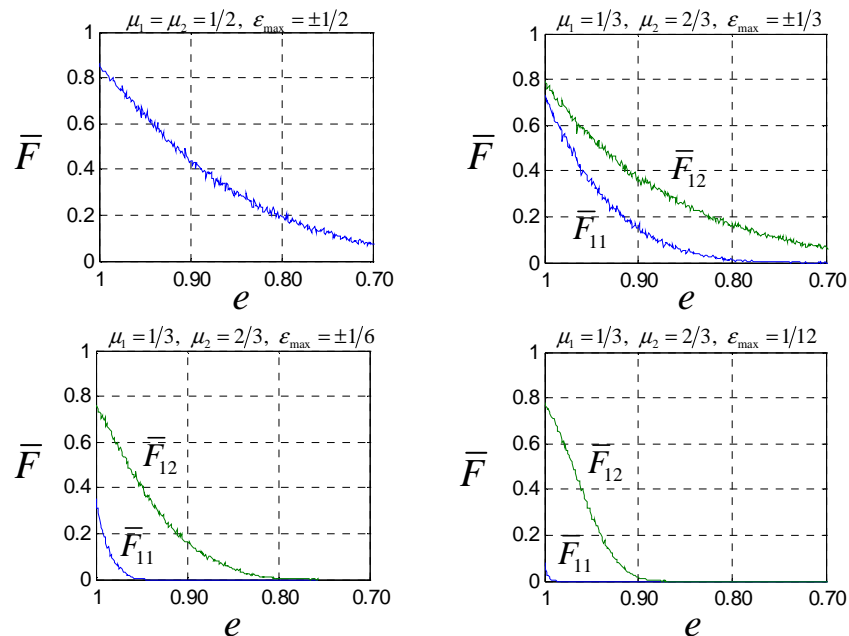 μ₁ = μ₂ = 1/2, ε_max = ±1/2
1
0.8
0.6
0.4
0.2
0
F̅
1 0.90 0.80 0.70
e
μ₁ = 1/3, μ₂ = 2/3, ε_max = ±1/3
1
0.8
0.6
0.4
0.2
0
F̅
F̅₁₂
F̅₁₁
1 0.90 0.80 0.70
e
μ₁ = 1/3, μ₂ = 2/3, ε_max = ±1/6
1
0.8
0.6
0.4
0.2
0
F̅
F̅₁₂
F̅₁₁
1 0.90 0.80 0.70
e
μ₁ = 1/3, μ₂ = 2/3, ε_max = 1/12
1
0.8
0.6
0.4
0.2
0
F̅
F̅₁₂
F̅₁₁
1 0.90 0.80 0.70
e